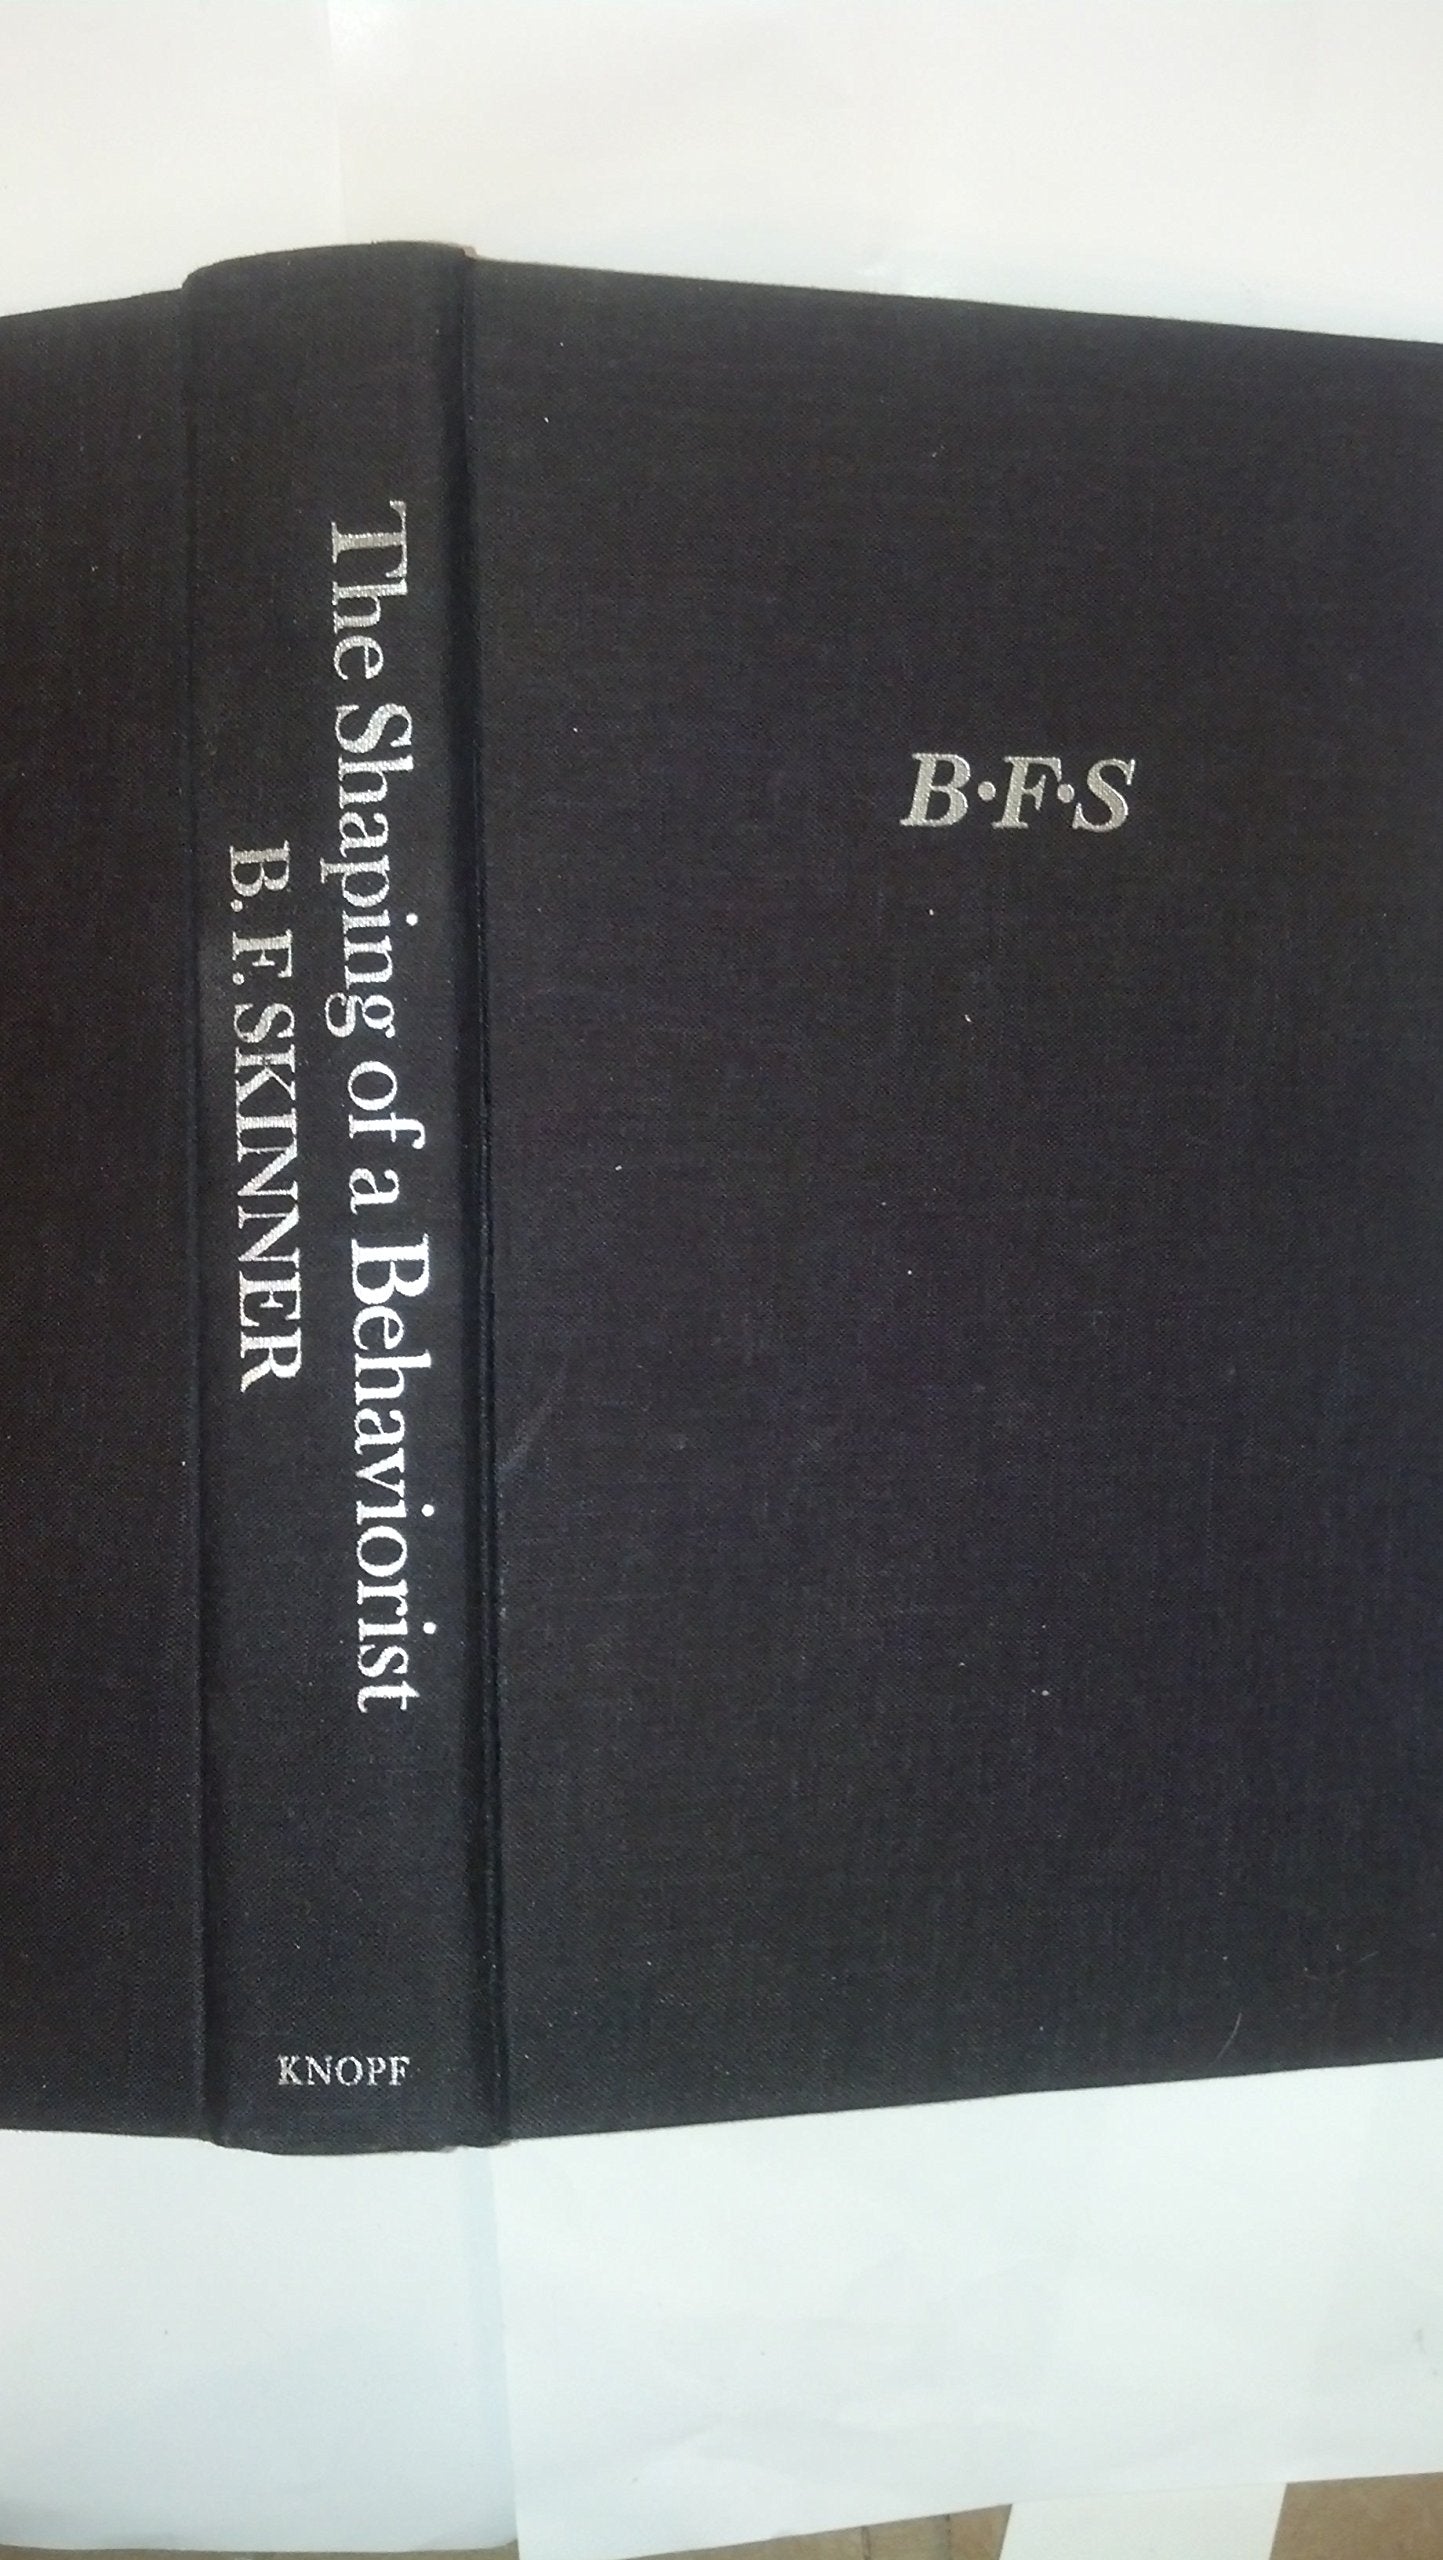 The Shaping of a Behaviorist
B. F. SKINNER
KNOPF
B·F·S